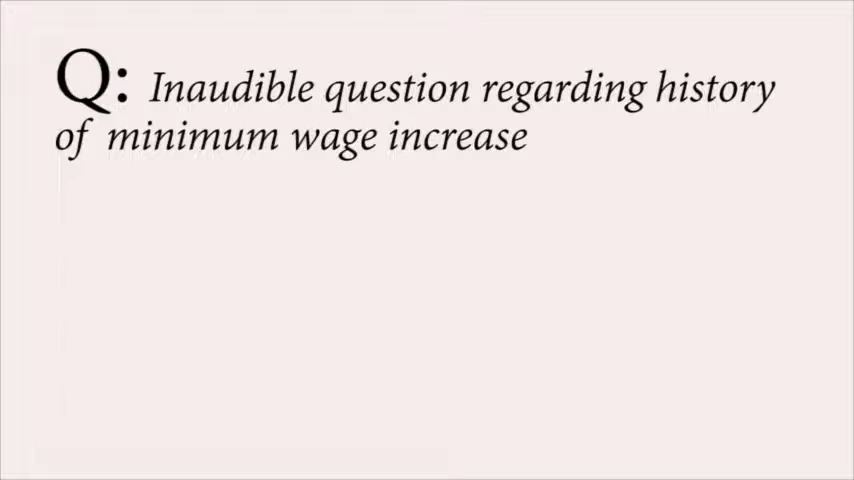 Q: Inaudible question regarding history
of minimum wage increase